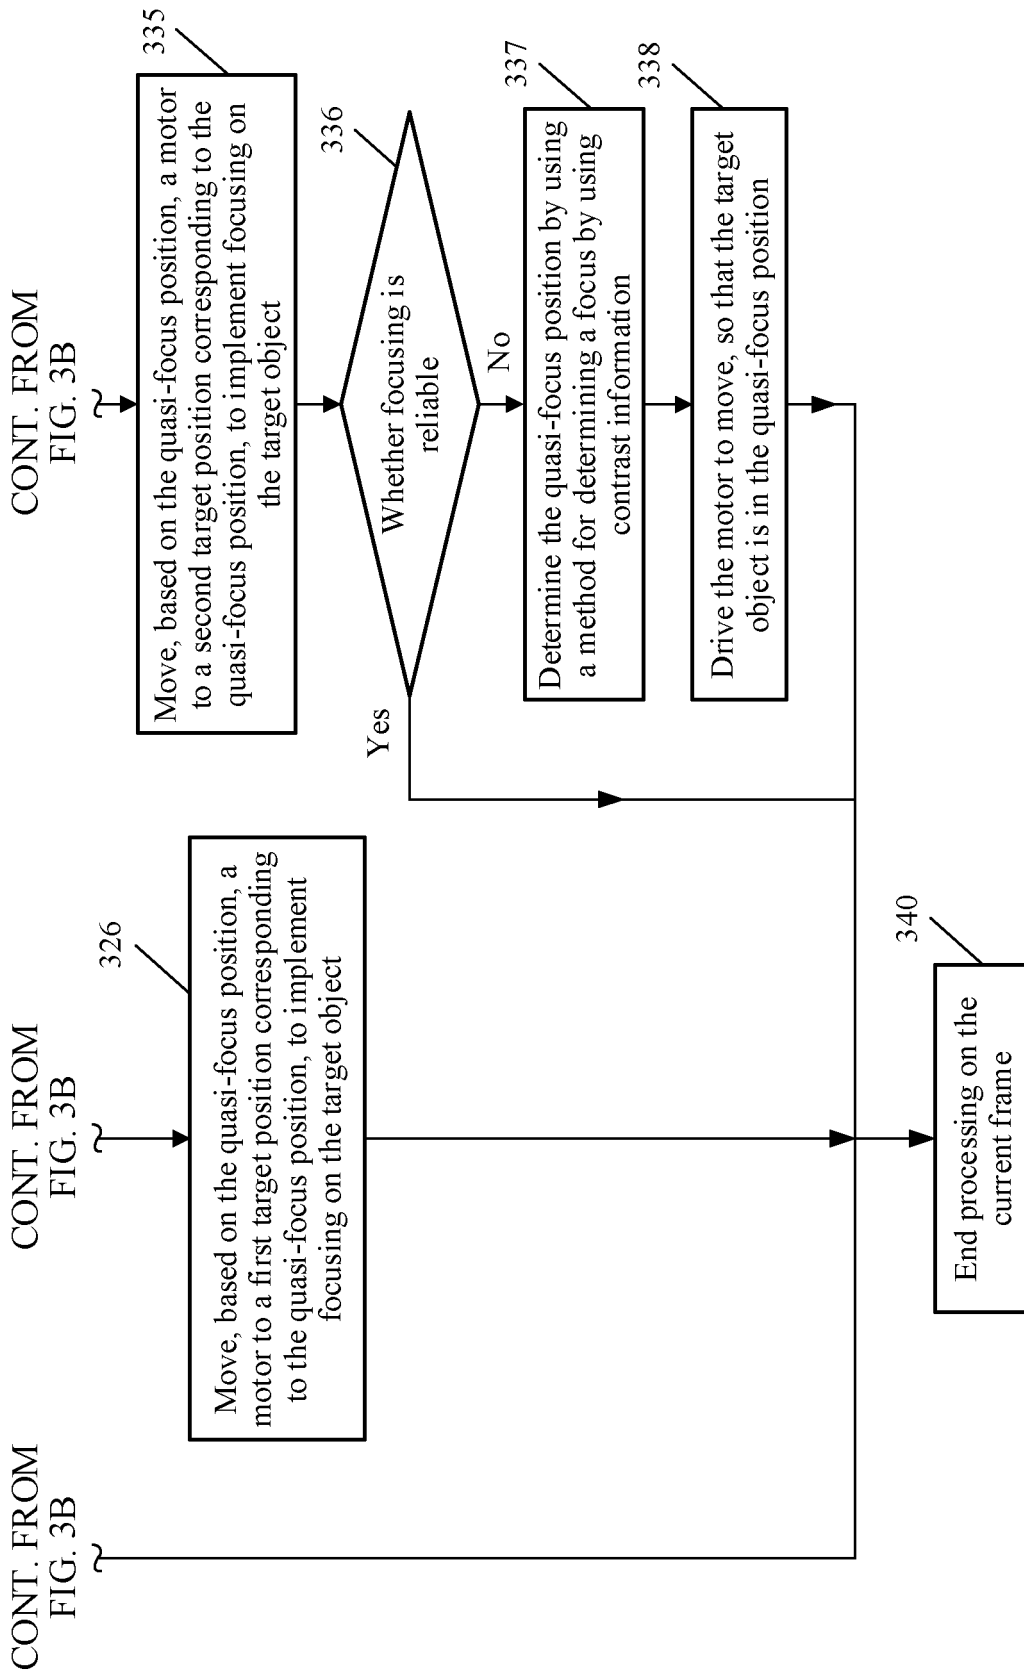 CONT. FROM
FIG. 3B
CONT. FROM
FIG. 3B
CONT. FROM
FIG. 3B
326
Move, based on the quasi-focus position, a
motor to a first target position corresponding
to the quasi-focus position, to implement
focusing on the target object
335
Move, based on the quasi-focus position, a motor
to a second target position corresponding to the
quasi-focus position, to implement focusing on
the target object
336
Whether focusing is
reliable
Yes
No
337
Determine the quasi-focus position by using
a method for determining a focus by using
contrast information
338
Drive the motor to move, so that the target
object is in the quasi-focus position
340
End processing on the
current frame